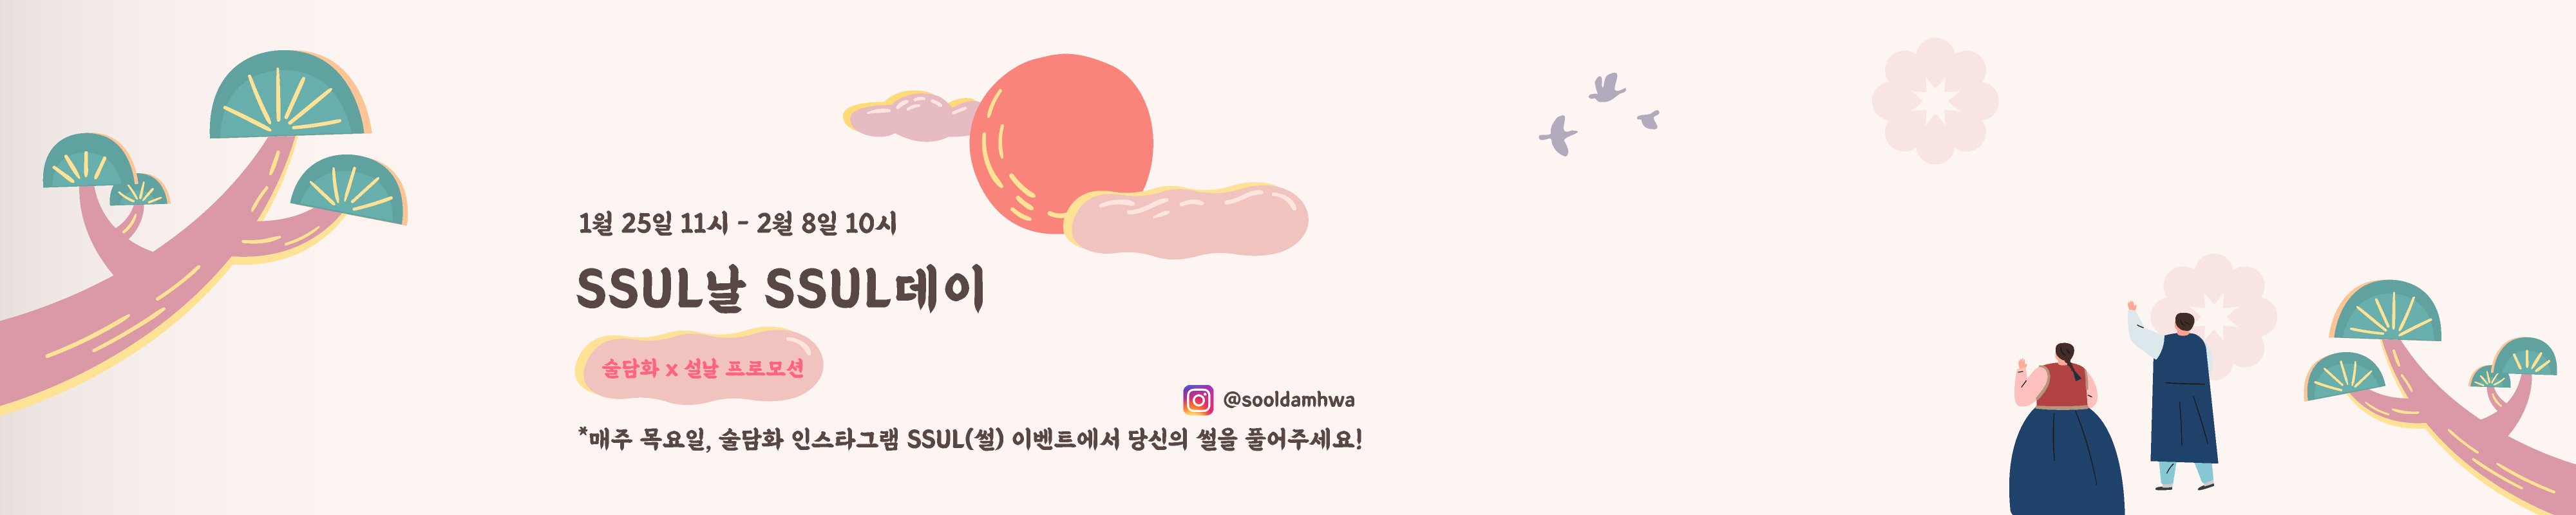 1월 25일 11시 - 2월 8일 10시
SSUL날 SSUL데이
술담화 x 설날 프로모션
@sooldamhwa
*매주 목요일, 술담화 인스타그램 SSUL(썰) 이벤트에서 당신의 썰을 풀어주세요!